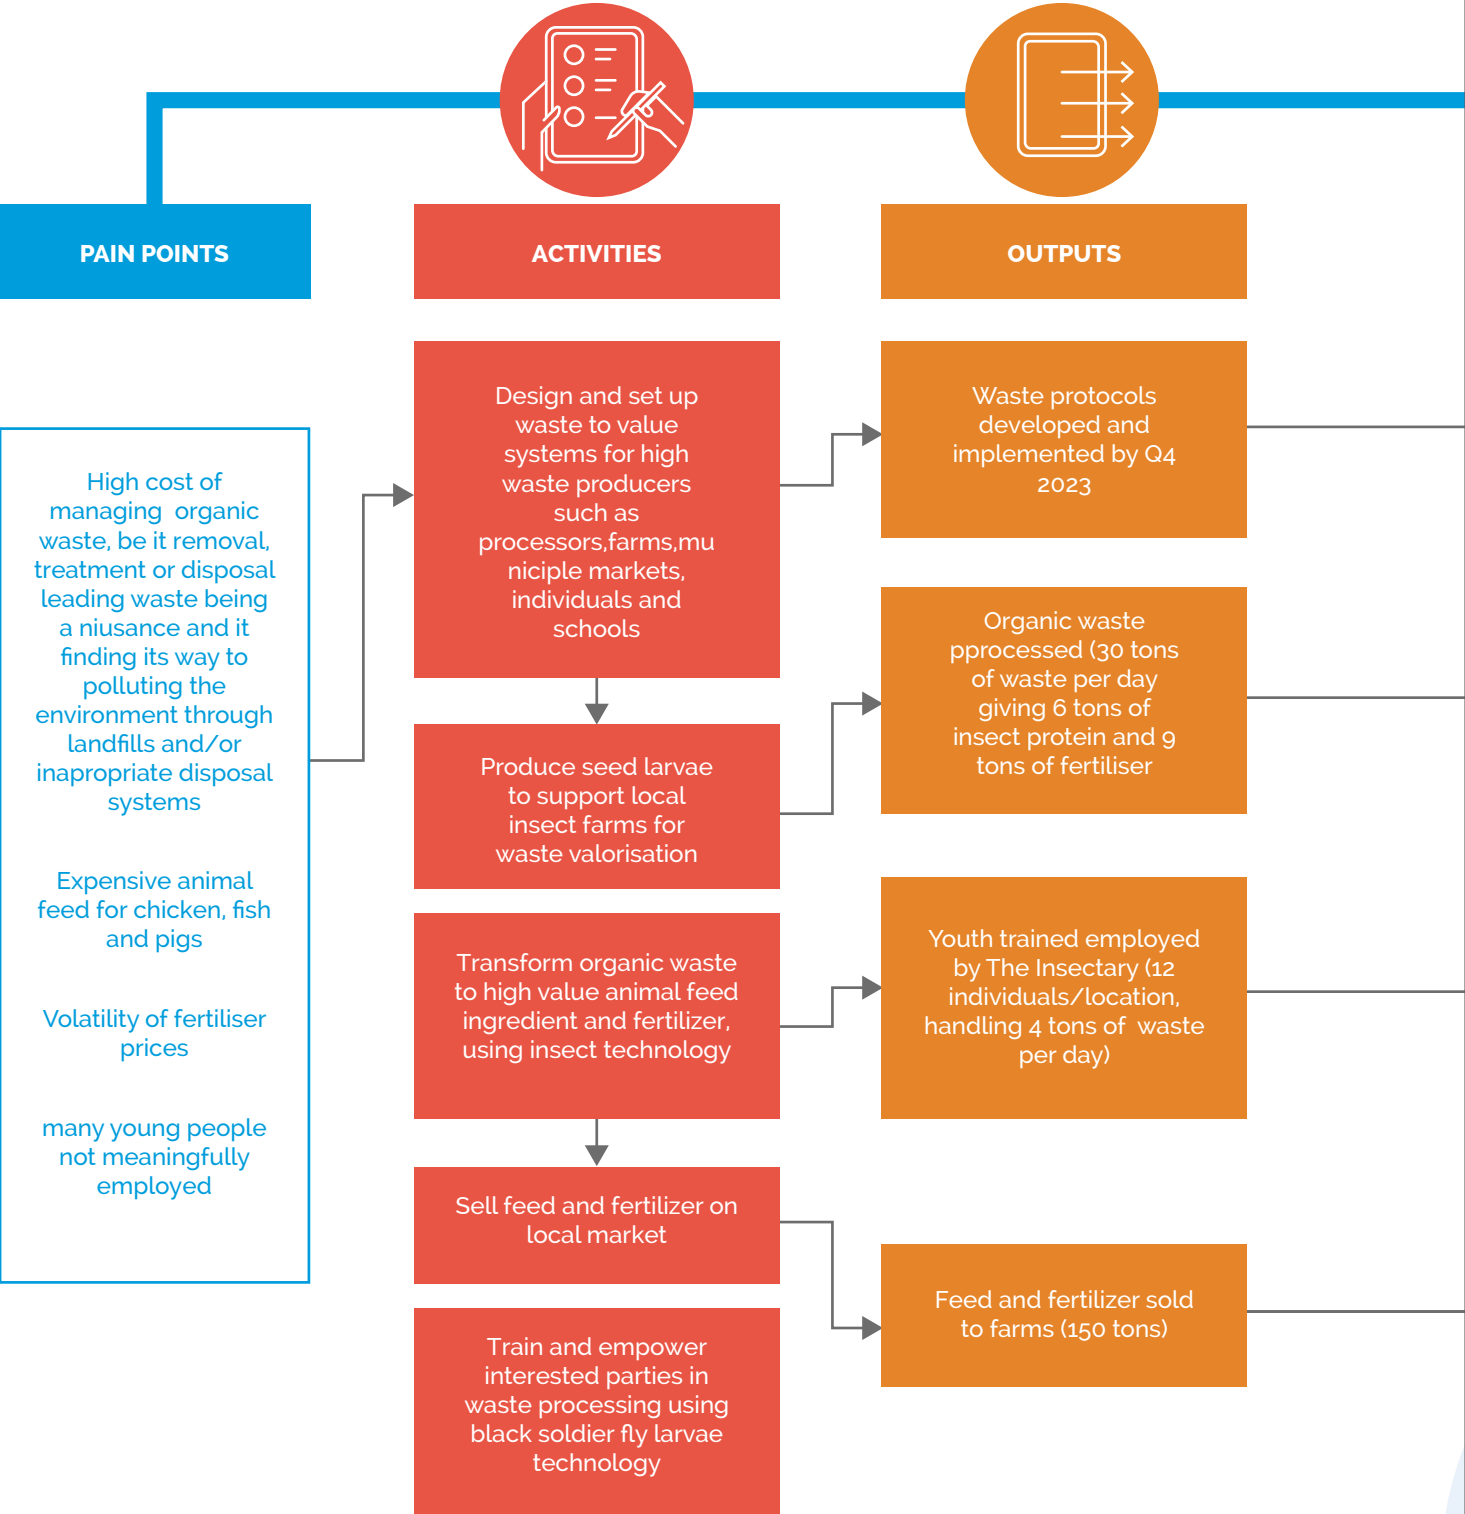 PAIN POINTS
ACTIVITIES
OUTPUTS
High cost of
managing organic
waste, be it removal,
treatment or disposal
leading waste being
a niusance and it
finding its way to
polluting the
environment through
landfills and/or
inapropriate disposal
systems
Expensive animal
feed for chicken, fish
and pigs
Volatility of fertiliser
prices
many young people
not meaningfully
employed
Design and set up
waste to value
systems for high
waste producers
such as
processors,farms,mu
niciple markets,
individuals and
schools
Produce seed larvae
to support local
insect farms for
waste valorisation
Transform organic waste
to high value animal feed
ingredient and fertilizer,
using insect technology
Sell feed and fertilizer on
local market
Train and empower
interested parties in
waste processing using
black soldier fly larvae
technology
Waste protocols
developed and
implemented by Q4
2023
Organic waste
pprocessed (30 tons
of waste per day
giving 6 tons of
insect protein and 9
tons of fertiliser
Youth trained employed
by The Insectary (12
individuals/location,
handling 4 tons of waste
per day)
Feed and fertilizer sold
to farms (150 tons)